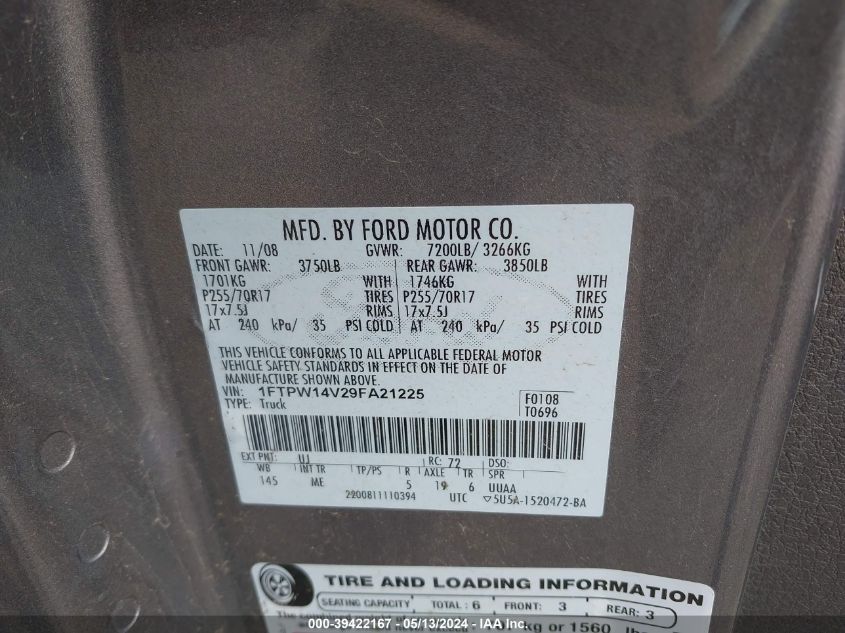 MFD. BY FORD MOTOR CO.
DATE: 11/08 GVWR: 7200LB/ 3266KG
FRONT GAWR: 3750LB REAR GAWR: 3850LB
1701KG WITH 1746KG WITH
P255/70R17 TIRES P255/70R17 TIRES
17x7.5J RIMS 17x7.5J RIMS
AT 240 kPa/ 35 PSI COLD AT 240 kPa/ 35 PSI COLD
THIS VEHICLE CONFORMS TO ALL APPLICABLE FEDERAL MOTOR
VEHICLE SAFETY STANDARDS IN EFFECT ON THE DATE OF
MANUFACTURE SHOWN ABOVE.
VIN: 1FTPW14V29FA21225 F0108
TYPE: Truck T0696
EXT PNT: UJ RC: 72 DSO:
WB INT TR TP/PS R AXLE TR SPR
145 ME 5 19 6 UUAA
2200811110394 UTC ▽5U5A-1520472-BA
TIRE AND LOADING INFORMATION
SEATING CAPACITY TOTAL: 6 FRONT: 3 REAR: 3
kg or 1560
000-39422167 - 05/13/2024 - IAA Inc.